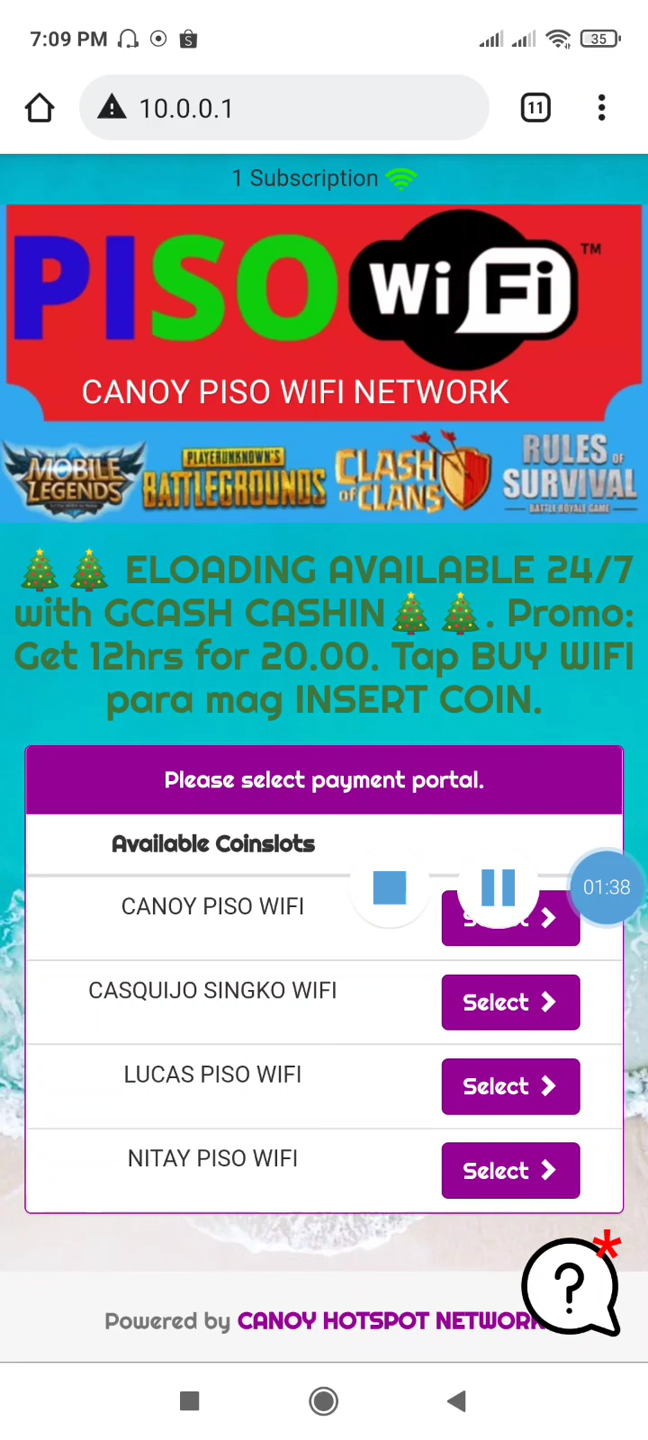 7:09 PM
35
10.0.0.1
11
1 Subscription
PISO WiFi ™
CANOY PISO WIFI NETWORK
MOBILE LEGENDS
PLAYERUNKNOWN'S BATTLEGROUNDS
CLASH OF CLANS
RULES OF SURVIVAL
BATTLE ROYALE GAME
🎄🎄 ELOADING AVAILABLE 24/7
with GCASH CASHIN🎄🎄. Promo:
Get 12hrs for 20.00. Tap BUY WIFI
para mag INSERT COIN.
Please select payment portal.
Available Coinslots
01:38
CANOY PISO WIFI Select
CASQUIJO SINGKO WIFI Select
LUCAS PISO WIFI Select
NITAY PISO WIFI Select
Powered by CANOY HOTSPOT NETWORK